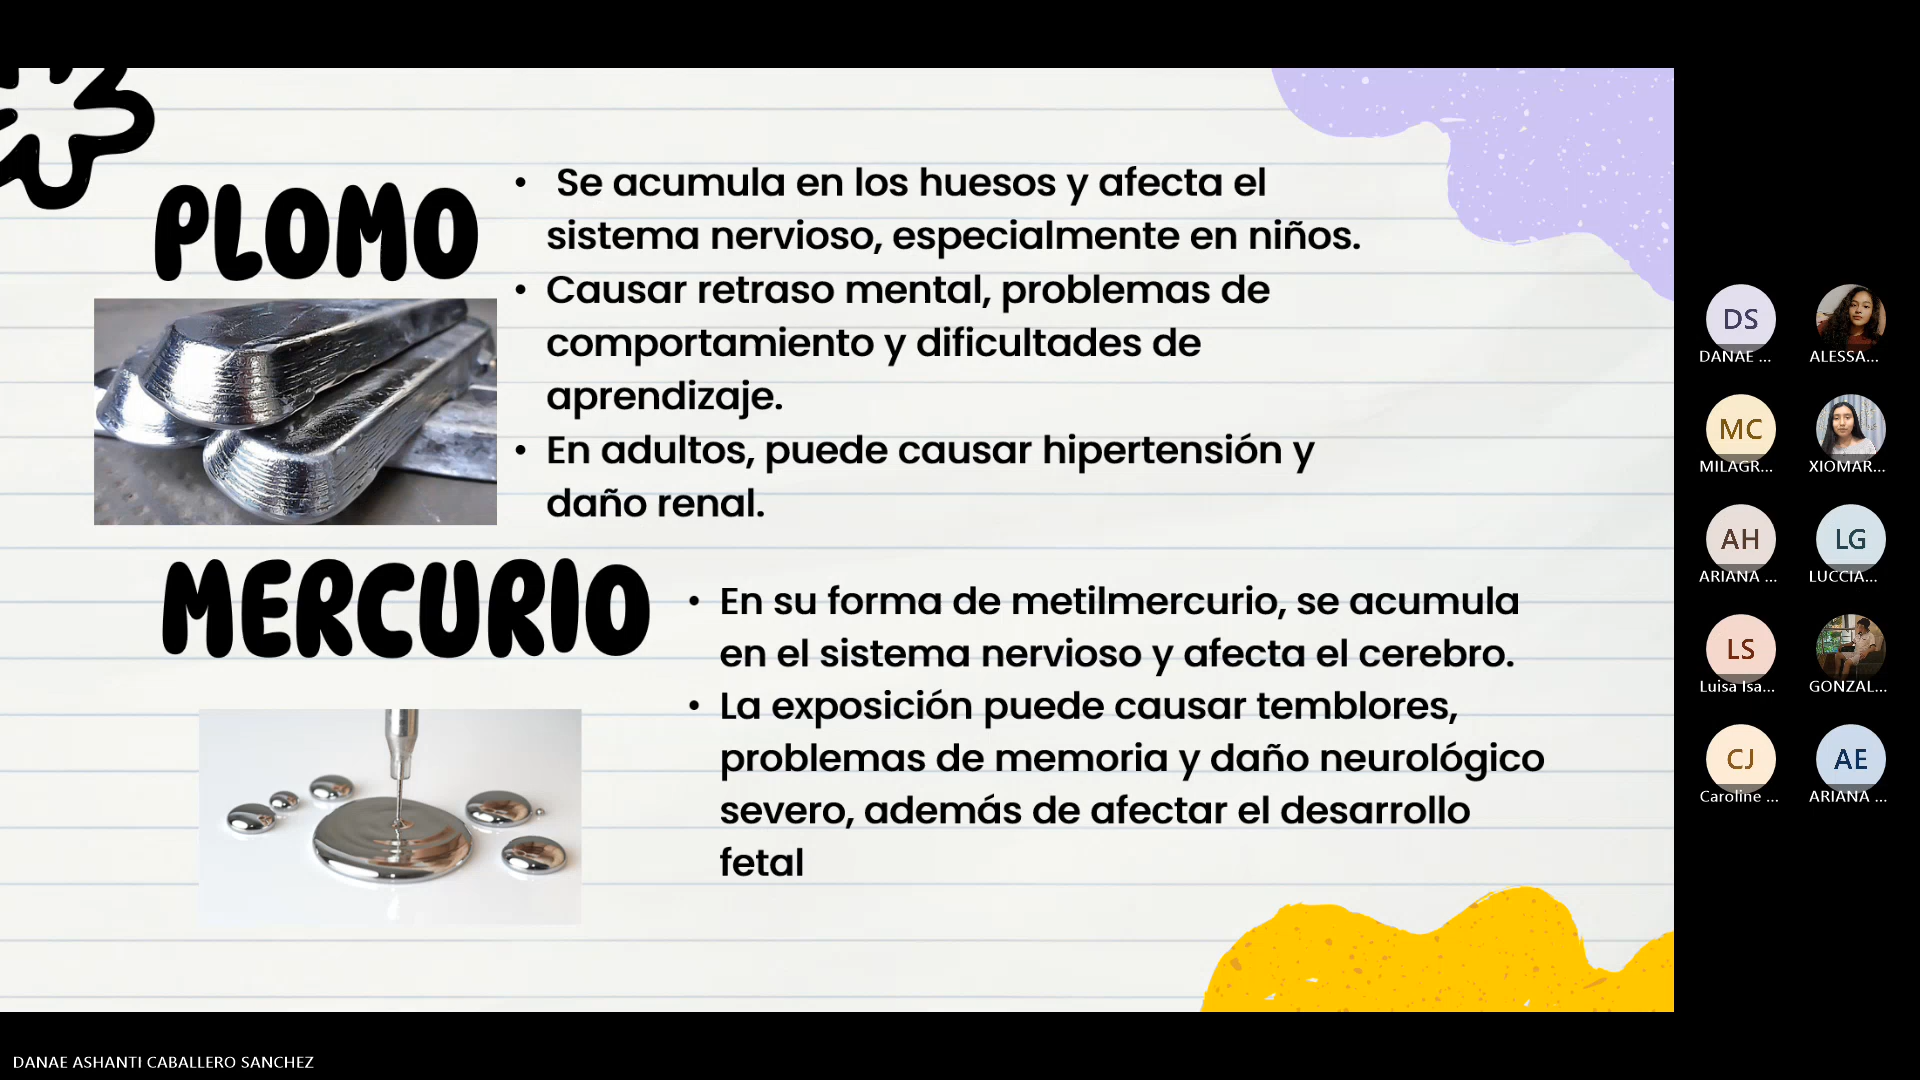 PLOMO
• Se acumula en los huesos y afecta el
sistema nervioso, especialmente en niños.
• Causar retraso mental, problemas de
comportamiento y dificultades de
aprendizaje.
• En adultos, puede causar hipertensión y
daño renal.
MERCURIO
• En su forma de metilmercurio, se acumula
en el sistema nervioso y afecta el cerebro.
• La exposición puede causar temblores,
problemas de memoria y daño neurológico
severo, además de afectar el desarrollo
fetal
DS
DANAE ...
ALESSA...
MC
MILAGR...
XIOMAR...
AH
ARIANA ...
LG
LUCCIA...
LS
Luisa Isa...
GONZAL...
CJ
Caroline ...
AE
ARIANA ...
DANAE ASHANTI CABALLERO SANCHEZ